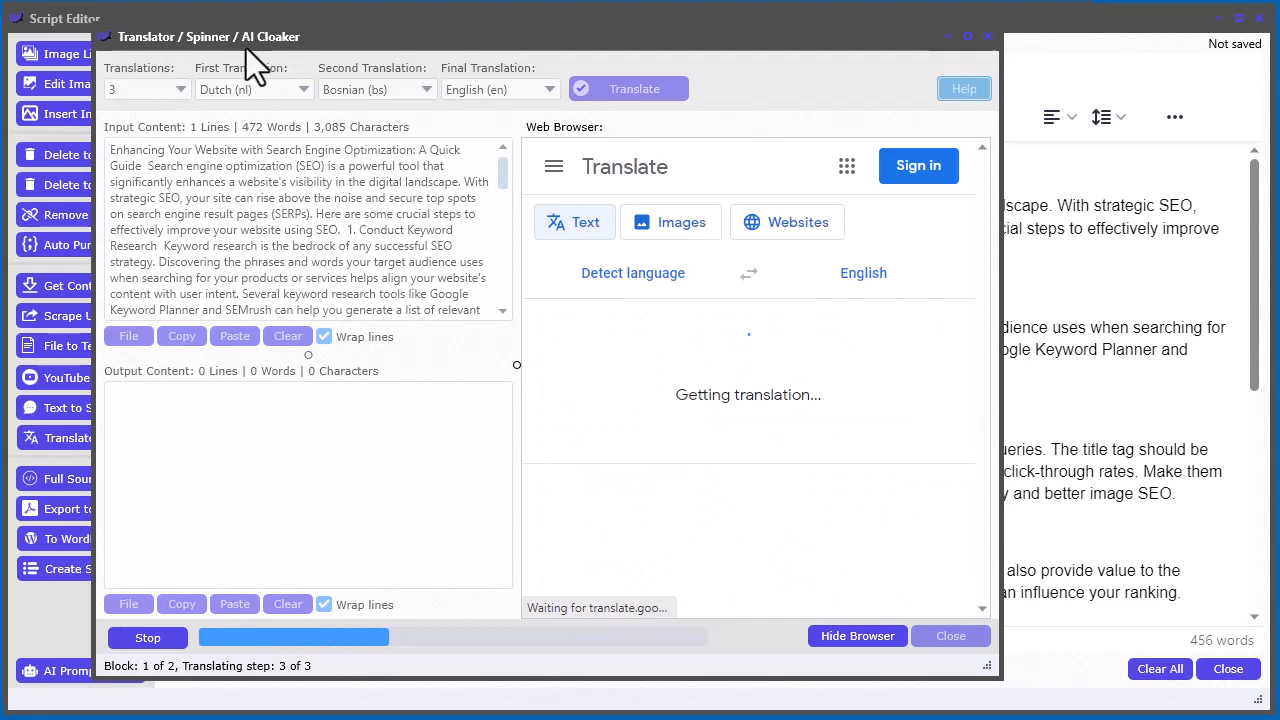 Script Editor
Translator / Spinner / AI Cloaker
Not saved
Image Li
Edit Ima
Insert In
Delete to
Delete to
Remove
Auto Pur
Get Cont
Scrape U
File to Te
YouTube
Text to S
Translate
Full Sour
Export to
To WordP
Create S
AI Promp
Translations:
First Tran
on:
Second Translation:
Final Translation:
3
Dutch (nl)
Bosnian (bs)
English (en)
Translate
Help
Input Content: 1 Lines | 472 Words | 3,085 Characters
Enhancing Your Website with Search Engine Optimization: A Quick
Guide  Search engine optimization (SEO) is a powerful tool that
significantly enhances a website's visibility in the digital landscape. With
strategic SEO, your site can rise above the noise and secure top spots
on search engine result pages (SERPs). Here are some crucial steps to
effectively improve your website using SEO.  1. Conduct Keyword
Research  Keyword research is the bedrock of any successful SEO
strategy. Discovering the phrases and words your target audience uses
when searching for your products or services helps align your website's
content with user intent. Several keyword research tools like Google
Keyword Planner and SEMrush can help you generate a list of relevant
File
Copy
Paste
Clear
Wrap lines
Output Content: 0 Lines | 0 Words | 0 Characters
File
Copy
Paste
Clear
Wrap lines
Web Browser:
Translate
Sign in
Text
Images
Websites
Detect language
English
Getting translation...
Waiting for translate.goo...
Stop
Hide Browser
Close
Block: 1 of 2, Translating step: 3 of 3
scape. With strategic SEO,
cial steps to effectively improve
dience uses when searching for
ogle Keyword Planner and
ueries. The title tag should be
click-through rates. Make them
y and better image SEO.
also provide value to the
an influence your ranking.
456 words
Clear All
Close